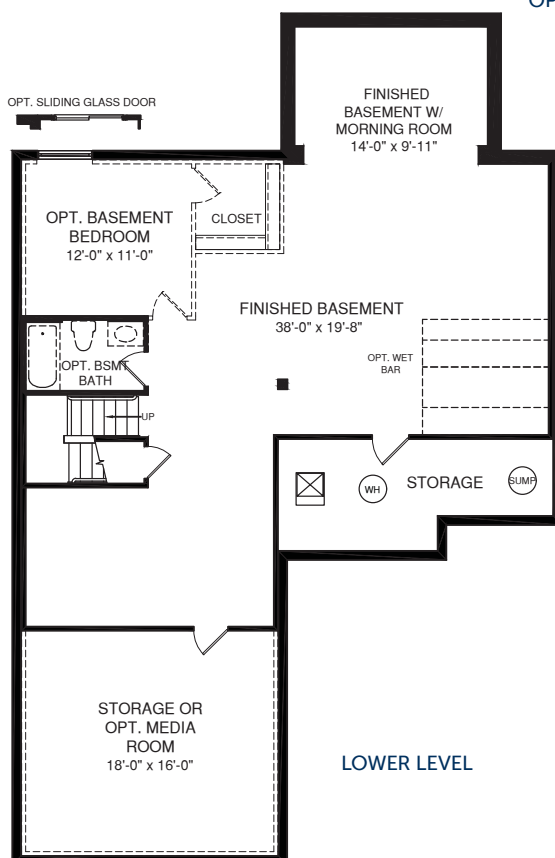 OP
OPT. SLIDING GLASS DOOR
FINISHED
BASEMENT W/
MORNING ROOM
14'-0" x 9'-11"
OPT. BASEMENT
BEDROOM
12'-0" x 11'-0"
CLOSET
FINISHED BASEMENT
38'-0" x 19'-8"
OPT. WET
BAR
OPT. BSMT
BATH
UP
WH
STORAGE
SUMP
STORAGE OR
OPT. MEDIA
ROOM
18'-0" x 16'-0"
LOWER LEVEL